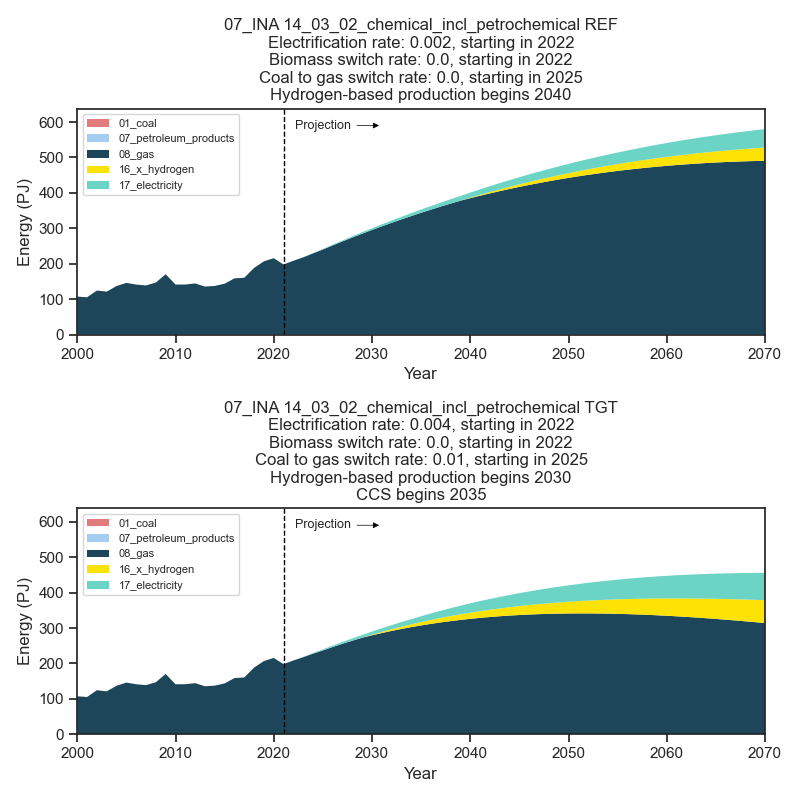 07_INA 14_03_02_chemical_incl_petrochemical REF
Electrification rate: 0.002, starting in 2022
Biomass switch rate: 0.0, starting in 2022
Coal to gas switch rate: 0.0, starting in 2025
Hydrogen-based production begins 2040
Energy (PJ)
600
500
400
300
200
100
0
01_coal
07_petroleum_products
08_gas
16_x_hydrogen
17_electricity
Projection
2000 2010 2020 2030 2040 2050 2060 2070
Year
07_INA 14_03_02_chemical_incl_petrochemical TGT
Electrification rate: 0.004, starting in 2022
Biomass switch rate: 0.0, starting in 2022
Coal to gas switch rate: 0.01, starting in 2025
Hydrogen-based production begins 2030
CCS begins 2035
Energy (PJ)
600
500
400
300
200
100
0
01_coal
07_petroleum_products
08_gas
16_x_hydrogen
17_electricity
Projection
2000 2010 2020 2030 2040 2050 2060 2070
Year